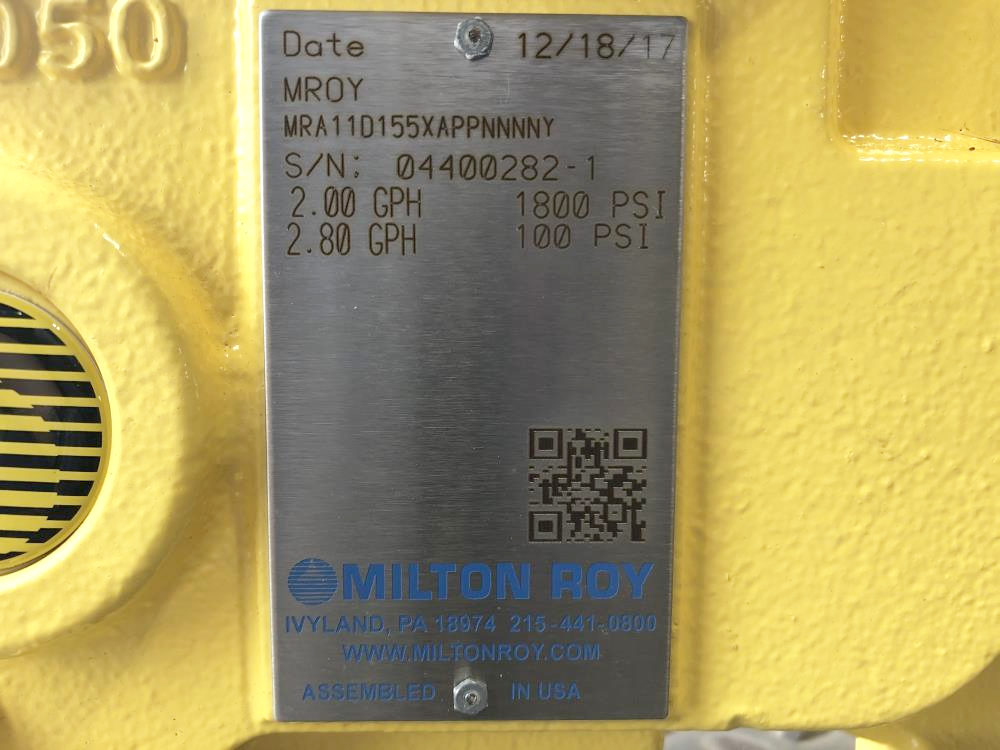 050
Date 12/18/17
MROY
MRA11D155XAPPNNNNY
S/N: 04400282-1
2.00 GPH 1800 PSI
2.80 GPH 100 PSI
MILTON ROY
IVYLAND, PA 18974 215-441-0800
WWW.MILTONROY.COM
ASSEMBLED IN USA